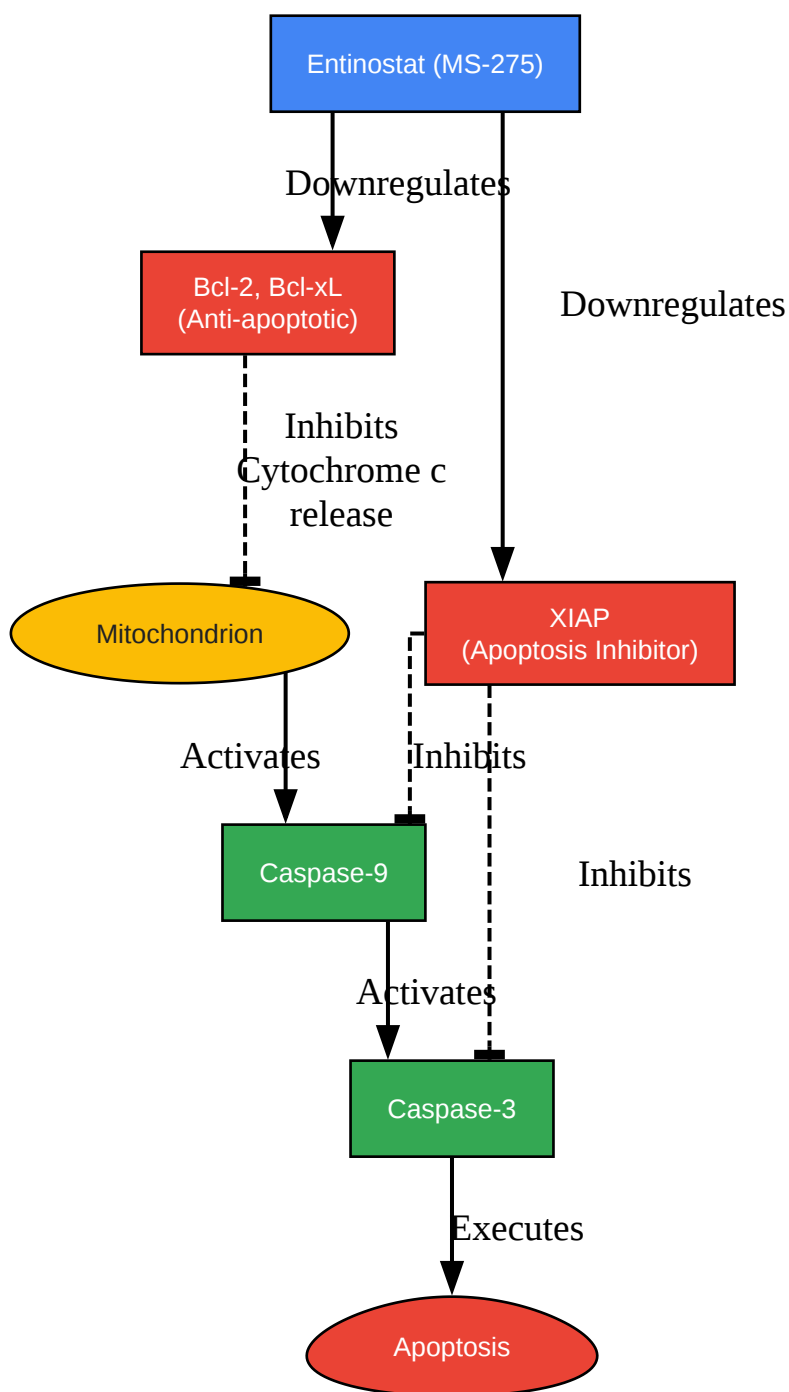 Entinostat (MS-275)
Downregulates
Bcl-2, Bcl-xL
(Anti-apoptotic)
Downregulates
Inhibits
Cytochrome c
release
Mitochondrion
XIAP
(Apoptosis Inhibitor)
Activates
Inhibits
Caspase-9
Inhibits
Activates
Caspase-3
Executes
Apoptosis